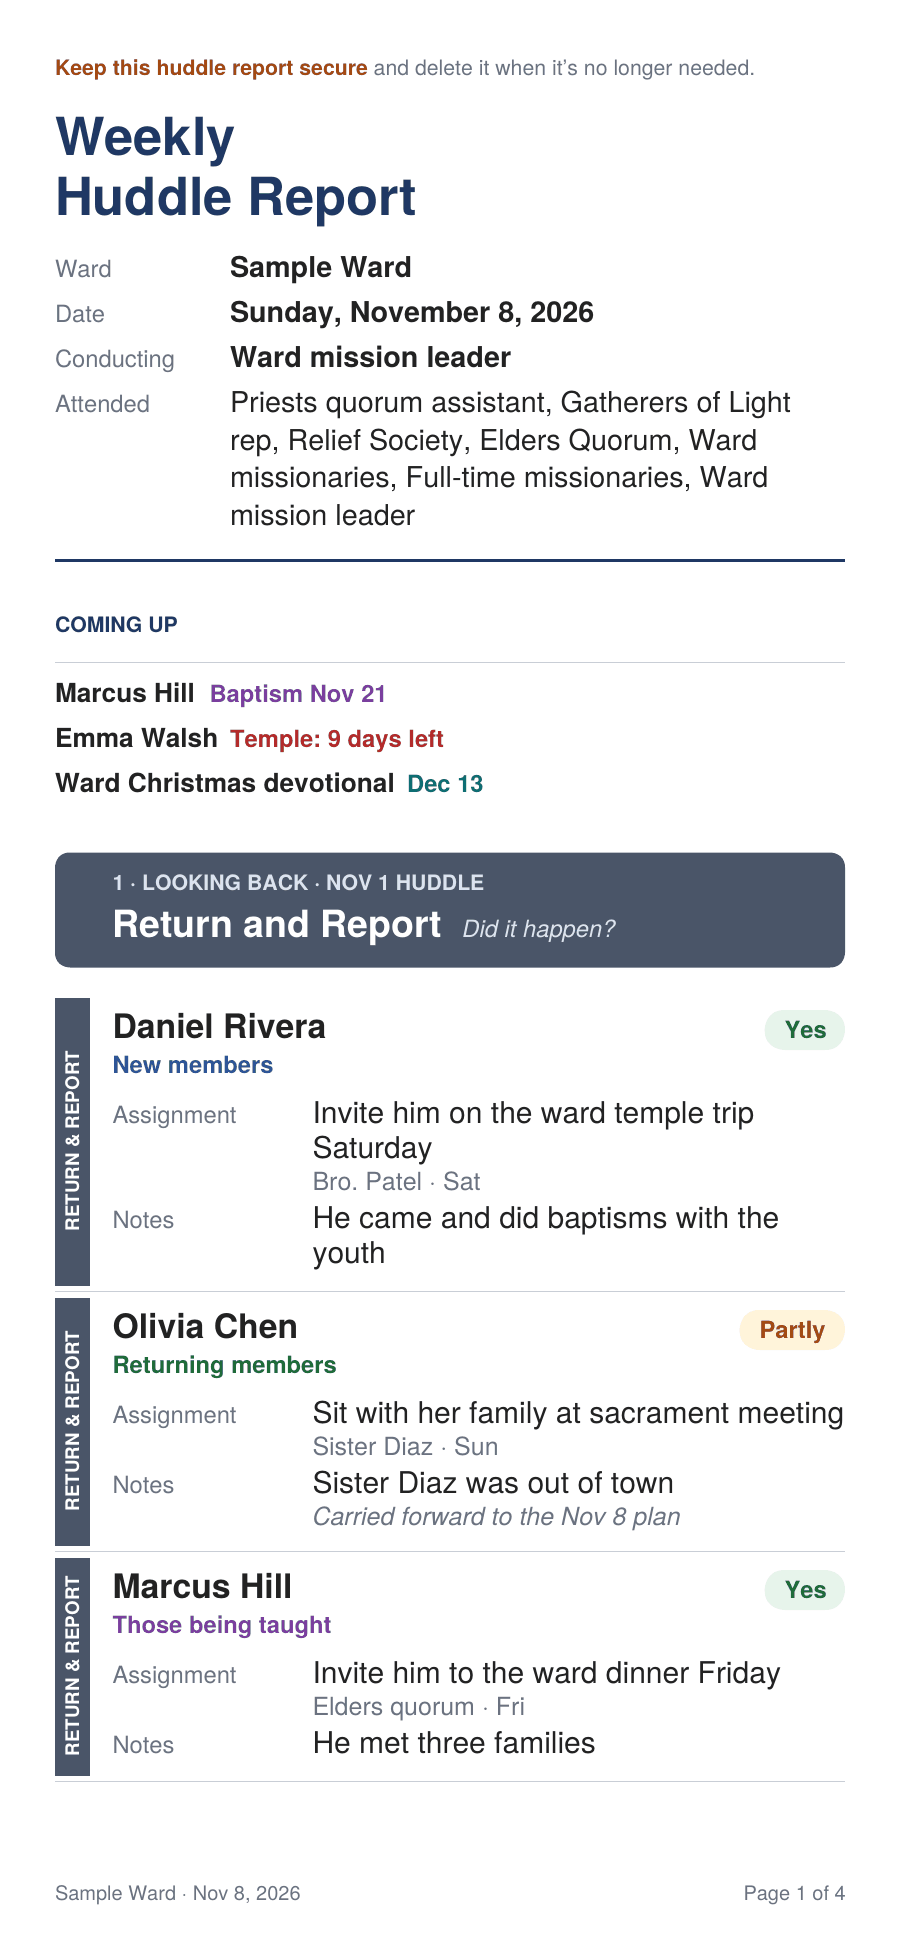 Keep this huddle report secure and delete it when it’s no longer needed.
Weekly
Huddle Report
Ward Sample Ward
Date Sunday, November 8, 2026
Conducting Ward mission leader
Attended Priests quorum assistant, Gatherers of Light
rep, Relief Society, Elders Quorum, Ward
missionaries, Full-time missionaries, Ward
mission leader
COMING UP
Marcus Hill Baptism Nov 21
Emma Walsh Temple: 9 days left
Ward Christmas devotional Dec 13
1 · LOOKING BACK · NOV 1 HUDDLE
Return and Report Did it happen?
RETURN & REPORT
Daniel Rivera Yes
New members
Assignment Invite him on the ward temple trip
Saturday
Bro. Patel · Sat
Notes He came and did baptisms with the
youth
RETURN & REPORT
Olivia Chen Partly
Returning members
Assignment Sit with her family at sacrament meeting
Sister Diaz · Sun
Notes Sister Diaz was out of town
Carried forward to the Nov 8 plan
RETURN & REPORT
Marcus Hill Yes
Those being taught
Assignment Invite him to the ward dinner Friday
Elders quorum · Fri
Notes He met three families
Sample Ward · Nov 8, 2026 Page 1 of 4